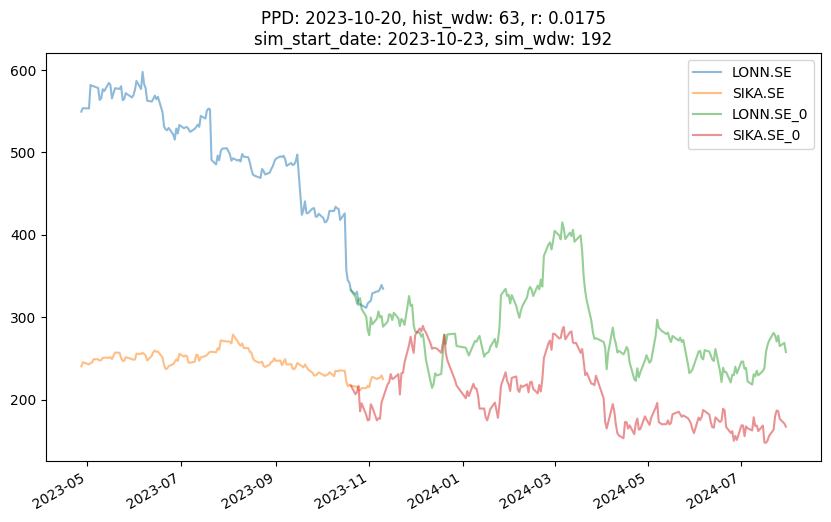 PPD: 2023-10-20, hist_wdw: 63, r: 0.0175
sim_start_date: 2023-10-23, sim_wdw: 192
LONN.SE
SIKA.SE
LONN.SE_0
SIKA.SE_0
600
500
400
300
200
2023-05
2023-07
2023-09
2023-11
2024-01
2024-03
2024-05
2024-07